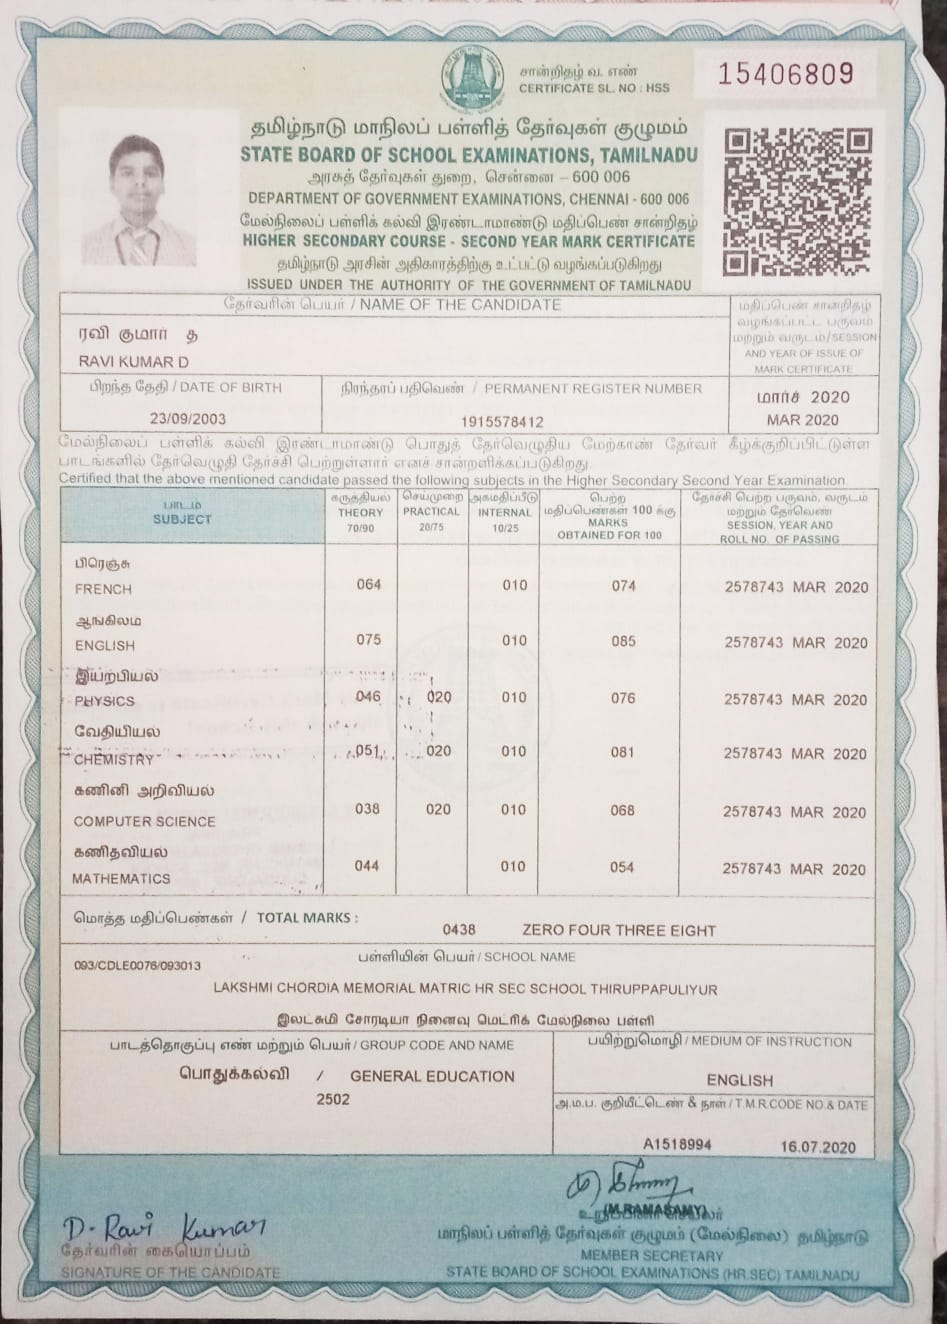 சான்றிதழ் வ. எண்
CERTIFICATE SL. NO : HSS
15406809
தமிழ்நாடு மாநிலப் பள்ளித் தேர்வுகள் குழுமம்
STATE BOARD OF SCHOOL EXAMINATIONS, TAMILNADU
அரசுத் தேர்வுகள் துறை, சென்னை – 600 006
DEPARTMENT OF GOVERNMENT EXAMINATIONS, CHENNAI - 600 006
மேல்நிலைப் பள்ளிக் கல்வி இரண்டாமாண்டு மதிப்பெண் சான்றிதழ்
HIGHER SECONDARY COURSE - SECOND YEAR MARK CERTIFICATE
தமிழ்நாடு அரசின் அதிகாரத்திற்கு உட்பட்டு வழங்கப்படுகிறது
ISSUED UNDER THE AUTHORITY OF THE GOVERNMENT OF TAMILNADU
தேர்வரின் பெயர் / NAME OF THE CANDIDATE
ரவி குமார் த
RAVI KUMAR D
மதிப்பெண் சான்றிதழ்
வழங்கப்பட்ட பருவம்
மற்றும் வருடம்/SESSION
AND YEAR OF ISSUE OF
MARK CERTIFICATE
மார்ச் 2020
MAR 2020
பிறந்த தேதி / DATE OF BIRTH
23/09/2003
நிரந்தரப் பதிவெண் / PERMANENT REGISTER NUMBER
1915578412
மேல்நிலைப் பள்ளிக் கல்வி இரண்டாமாண்டு பொதுத் தேர்வெழுதிய மேற்காண் தேர்வர் கீழ்க்குறிப்பிட்டுள்ள
பாடங்களில் தேர்வெழுதி தேர்ச்சி பெற்றுள்ளார் எனச் சான்றளிக்கப்படுகிறது.
Certified that the above mentioned candidate passed the following subjects in the Higher Secondary Second Year Examination
பாடம் SUBJECT
கருத்தியல் THEORY 70/90
செய்முறை PRACTICAL 20/75
அகமதிப்பீடு INTERNAL 10/25
பெற்ற மதிப்பெண்கள் 100 க்கு MARKS OBTAINED FOR 100
தேர்ச்சி பெற்ற பருவம், வருடம் மற்றும் தேர்வெண் SESSION, YEAR AND ROLL NO. OF PASSING
பிரெஞ்சு
FRENCH 064 010 074 2578743 MAR 2020
ஆங்கிலம்
ENGLISH 075 010 085 2578743 MAR 2020
இயற்பியல்
PHYSICS 046 020 010 076 2578743 MAR 2020
வேதியியல்
CHEMISTRY 051 020 010 081 2578743 MAR 2020
கணினி அறிவியல்
COMPUTER SCIENCE 038 020 010 068 2578743 MAR 2020
கணிதவியல்
MATHEMATICS 044 010 054 2578743 MAR 2020
மொத்த மதிப்பெண்கள் / TOTAL MARKS :
0438 ZERO FOUR THREE EIGHT
093/CDLE0076/093013
பள்ளியின் பெயர் / SCHOOL NAME
LAKSHMI CHORDIA MEMORIAL MATRIC HR SEC SCHOOL THIRUPPAPULIYUR
இலட்சுமி சோரடியா நினைவு மெட்ரிக் மேல்நிலை பள்ளி
பாடத்தொகுப்பு எண் மற்றும் பெயர் / GROUP CODE AND NAME
பொதுக்கல்வி / GENERAL EDUCATION
2502
பயிற்றுமொழி / MEDIUM OF INSTRUCTION
ENGLISH
அ.ம.ப. குறியீட்டெண் & நாள் / T.M.R.CODE NO.& DATE
A1518994 16.07.2020
D. Ravi Kumar
தேர்வரின் கையொப்பம்
SIGNATURE OF THE CANDIDATE
(M.RAMASAMY)
மாநிலப் பள்ளித் தேர்வுகள் குழுமம் (மேல்நிலை) தமிழ்நாடு
MEMBER SECRETARY
STATE BOARD OF SCHOOL EXAMINATIONS (HR.SEC) TAMILNADU